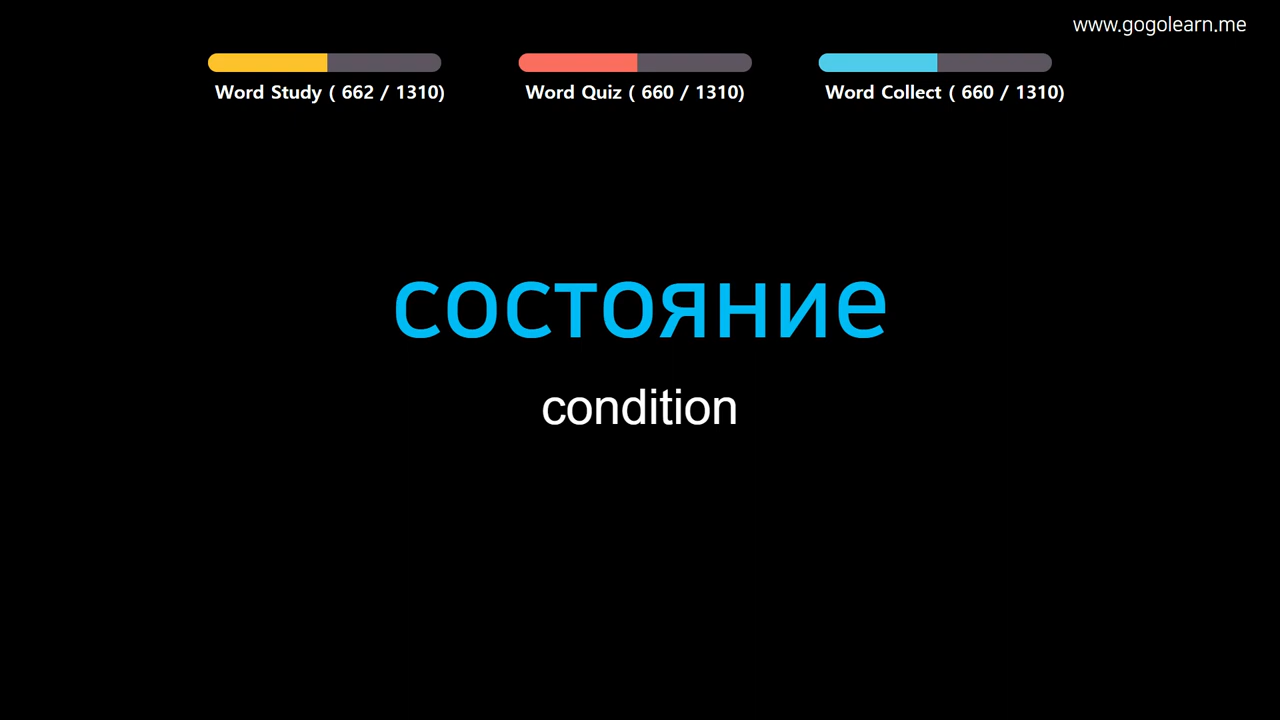 www.gogolearn.me
Word Study ( 662 / 1310)
Word Quiz ( 660 / 1310)
Word Collect ( 660 / 1310)
состояние
condition